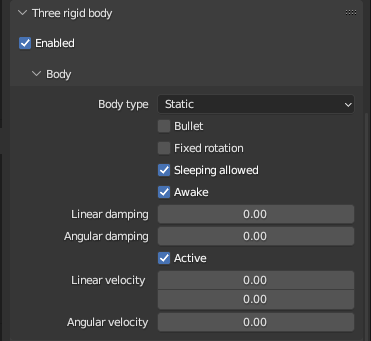 Three rigid body
Enabled
Body
Body type Static
Bullet
Fixed rotation
Sleeping allowed
Awake
Linear damping 0.00
Angular damping 0.00
Active
Linear velocity 0.00
0.00
Angular velocity 0.00